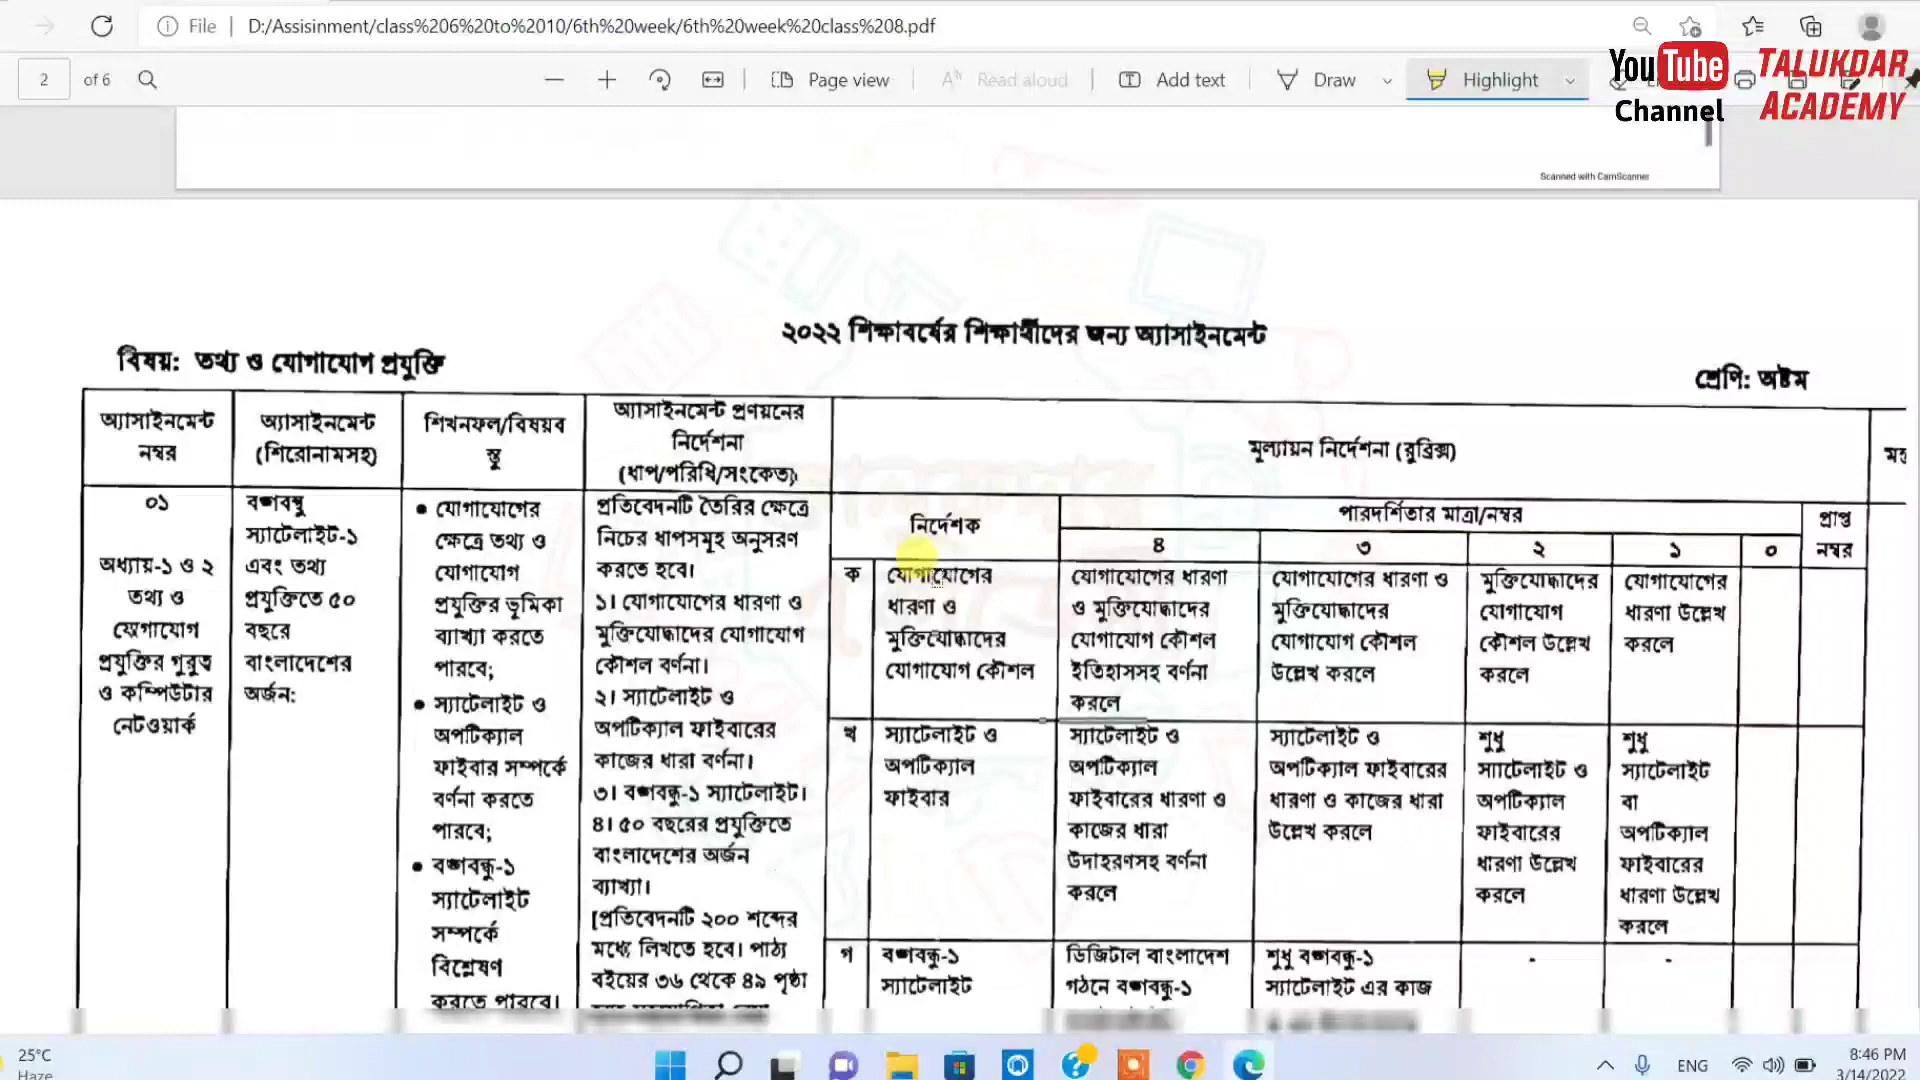 File
D:/Assisinment/class%206%20to%2010/6th%20week/6th%20week%20class%208.pdf
2
of 6
Page view
Read aloud
Add text
Draw
Highlight
YouTube
Channel
TALUKDAR
ACADEMY
Scanned with CamScanner
২০২২ শিক্ষাবর্ষের শিক্ষার্থীদের জন্য অ্যাসাইনমেন্ট
বিষয়: তথ্য ও যোগাযোগ প্রযুক্তি
শ্রেণি: অষ্টম
অ্যাসাইনমেন্ট
নম্বর
অ্যাসাইনমেন্ট
(শিরোনামসহ)
শিখনফল/বিষয়ব
স্তু
অ্যাসাইনমেন্ট প্রণয়নের
নির্দেশনা
(ধাপ/পরিধি/সংকেত)
মূল্যায়ন নির্দেশনা (রুব্রিক্স)
০১
অধ্যায়-১ ও ২
তথ্য ও
যোগাযোগ
প্রযুক্তির গুরুত্ব
ও কম্পিউটার
নেটওয়ার্ক
বঙ্গবন্ধু
স্যাটেলাইট-১
এবং তথ্য
প্রযুক্তিতে ৫০
বছরে
বাংলাদেশের
অর্জন:
যোগাযোগের
ক্ষেত্রে তথ্য ও
যোগাযোগ
প্রযুক্তির ভূমিকা
ব্যাখ্যা করতে
পারবে;
স্যাটেলাইট ও
অপটিক্যাল
ফাইবার সম্পর্কে
বর্ণনা করতে
পারবে;
বঙ্গবন্ধু-১
স্যাটেলাইট
সম্পর্কে
বিশ্লেষণ
করতে পারবে।
প্রতিবেদনটি তৈরির ক্ষেত্রে
নিচের ধাপসমূহ অনুসরণ
করতে হবে।
১। যোগাযোগের ধারণা ও
মুক্তিযোদ্ধাদের যোগাযোগ
কৌশল বর্ণনা।
২। স্যাটেলাইট ও
অপটিক্যাল ফাইবারের
কাজের ধারা বর্ণনা।
৩। বঙ্গবন্ধু-১ স্যাটেলাইট।
৪। ৫০ বছরের প্রযুক্তিতে
বাংলাদেশের অর্জন
ব্যাখ্যা।
[প্রতিবেদনটি ২০০ শব্দের
মধ্যে লিখতে হবে। পাঠ্য
বইয়ের ৩৬ থেকে ৪৯ পৃষ্ঠা
নির্দেশক
পারদর্শিতার মাত্রা/নম্বর
প্রাপ্ত
নম্বর
৪
৩
২
১
০
ক
যোগাযোগের
ধারণা ও
মুক্তিযোদ্ধাদের
যোগাযোগ কৌশল
যোগাযোগের ধারণা
ও মুক্তিযোদ্ধাদের
যোগাযোগ কৌশল
ইতিহাসসহ বর্ণনা
করলে
যোগাযোগের ধারণা ও
মুক্তিযোদ্ধাদের
যোগাযোগ কৌশল
উল্লেখ করলে
মুক্তিযোদ্ধাদের
যোগাযোগ
কৌশল উল্লেখ
করলে
যোগাযোগের
ধারণা উল্লেখ
করলে
খ
স্যাটেলাইট ও
অপটিক্যাল
ফাইবার
স্যাটেলাইট ও
অপটিক্যাল
ফাইবারের ধারণা ও
কাজের ধারা
উদাহরণসহ বর্ণনা
করলে
স্যাটেলাইট ও
অপটিক্যাল ফাইবারের
ধারণা ও কাজের ধারা
উল্লেখ করলে
শুধু
স্যাটেলাইট ও
অপটিক্যাল
ফাইবারের
ধারণা উল্লেখ
করলে
শুধু
স্যাটেলাইট
বা
অপটিক্যাল
ফাইবারের
ধারণা উল্লেখ
করলে
গ
বঙ্গবন্ধু-১
স্যাটেলাইট
ডিজিটাল বাংলাদেশ
গঠনে বঙ্গবন্ধু-১
শুধু বঙ্গবন্ধু-১
স্যাটেলাইট এর কাজ
-
-
25°C
Haze
ENG
8:46 PM
3/14/2022